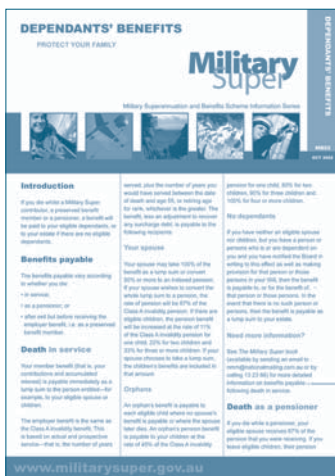 DEPENDANTS' BENEFITS
PROTECT YOUR FAMILY
Military
Super
Military Superannuation and Benefits Scheme Information Series
DEPENDANTS' BENEFITS
Introduction
If you die whilst a Military Super
contributor, a preserved benefit
member or a pensioner, a benefit will
be paid to your eligible dependants, or
to your estate if there are no eligible
dependants.
Benefits payable
The benefits payable vary according
to whether you die:
• in service,
• as a pensioner, or
• after exit but before receiving the
employer benefit, i.e. as a preserved
benefit member.
Death in service
Your member benefit (that is, your
contributions and accumulated
interest) is payable immediately as a
lump sum to the person entitled–for
example, to your eligible spouse or
children.
The employer benefit is the same as
the Class A invalidity benefit. This
is based on actual and prospective
service–that is, the number of years
served, plus the number of years you
would have served between the date
of death and age 55, or retiring age
for rank, whichever is the greater. The
benefit, less an adjustment to recover
any surcharge debt, is payable to the
following recipients.
Your spouse
Your spouse may take 100% of the
benefit as a lump sum or convert
50% or more to an indexed pension.
If your spouse wishes to convert the
whole lump sum to a pension, the
rate of pension will be 67% of the
Class A invalidity pension. If there are
eligible children, the pension benefit
will be increased at the rate of 11%
of the Class A invalidity pension for
one child, 22% for two children and
33% for three or more children. If your
spouse chooses to take a lump sum,
the children's benefits are included to
that amount
Orphans
An orphan's benefit is payable to
each eligible child where no spouse's
benefit is payable or where the spouse
later dies. An orphan's pension benefit
is payable to your children at the
rate of 45% of the Class A invalidity
pension for one child, 80% for two
children, 90% for three children and
100% for four or more children.
No dependants
If you have neither an eligible spouse
nor children, but you have a person or
persons who is or are dependent on
you and you have notified the Board in
writing to this effect as well as making
provision for that person or those
persons in your Will, then the benefit
is payable to, or for the benefit of,
that person or those persons. In the
event that there is no such person or
persons, then the benefit is payable as
a lump sum to your estate.
Need more information?
See The Military Super book
(available by sending an email to
or by
calling 13 23 66) for more detailed
information on benefits payable
following death in service.
Death as a pensioner
If you die while a pensioner, your
eligible spouse receives 67% of the
pension that you were receiving. If you
leave eligible children, their pension
www.militarysuper.gov.au